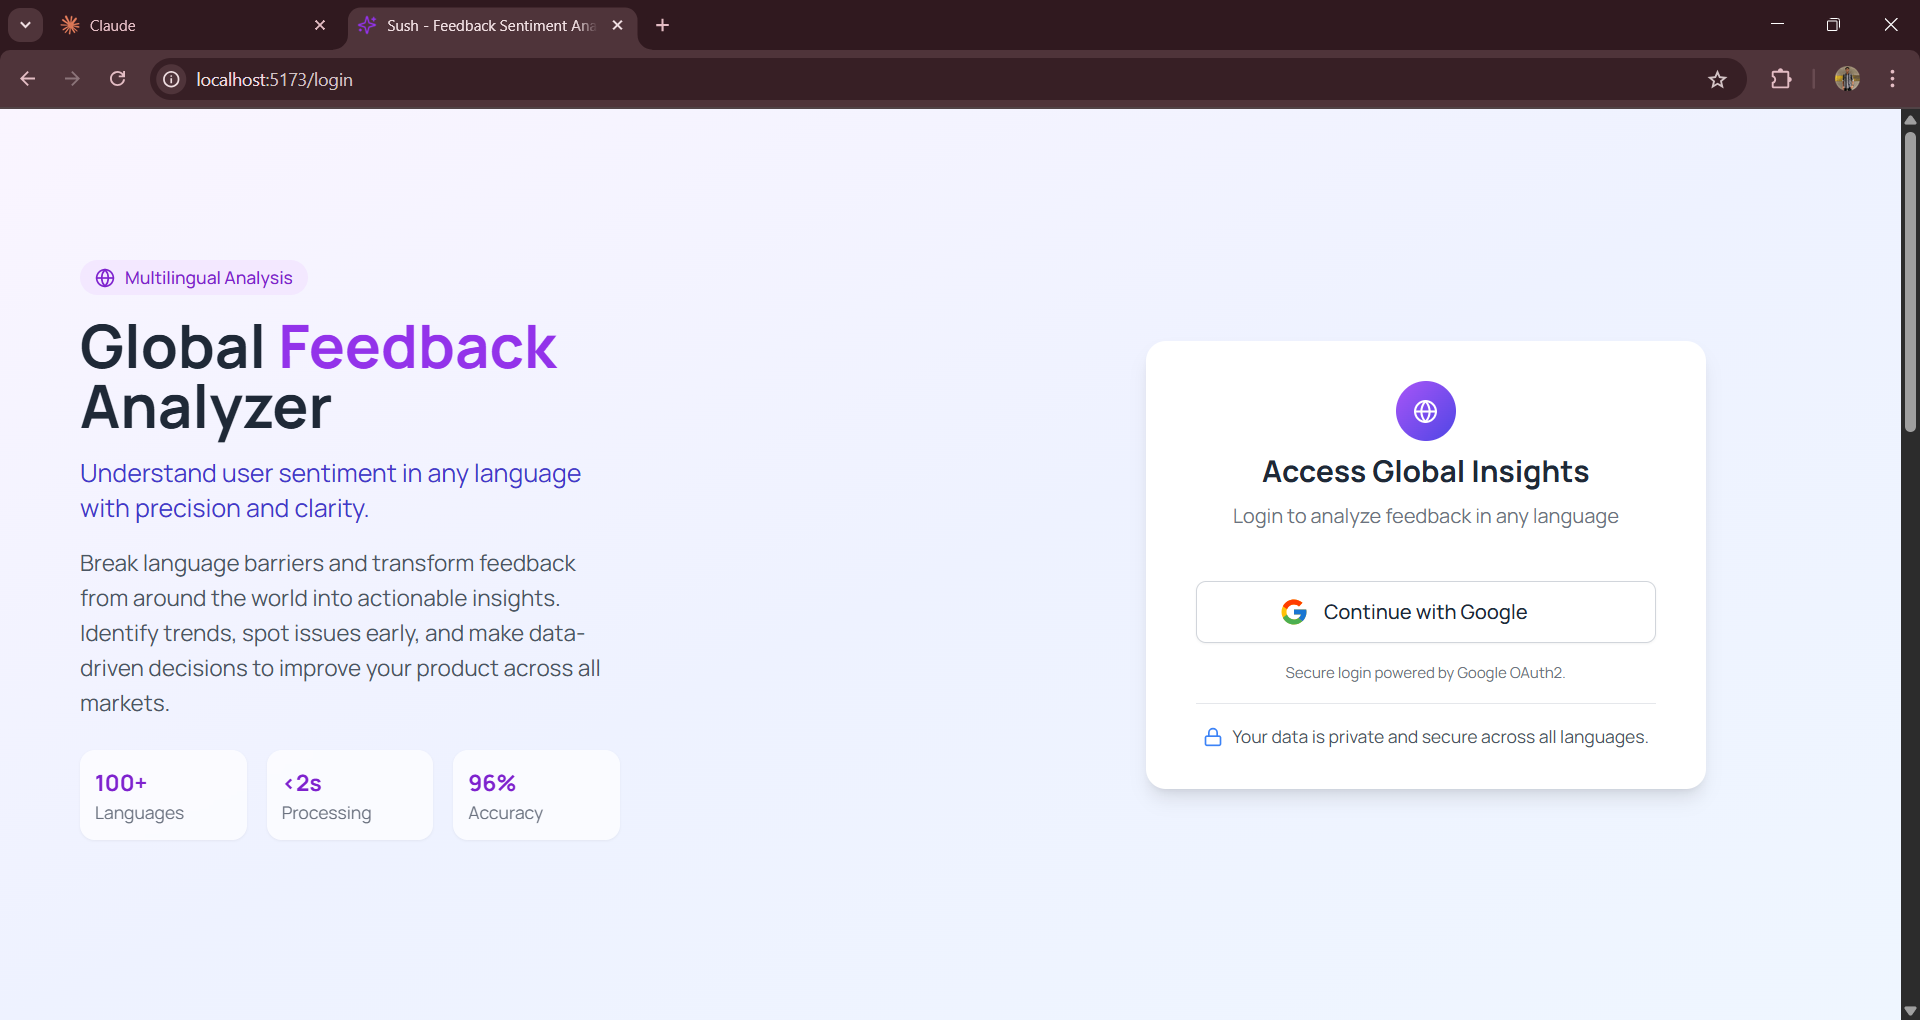 Claude
Sush - Feedback Sentiment Ana
localhost:5173/login
Multilingual Analysis
Global Feedback
Analyzer
Understand user sentiment in any language
with precision and clarity.
Break language barriers and transform feedback
from around the world into actionable insights.
Identify trends, spot issues early, and make data-
driven decisions to improve your product across all
markets.
100+
Languages
<2s
Processing
96%
Accuracy
Access Global Insights
Login to analyze feedback in any language
Continue with Google
Secure login powered by Google OAuth2.
Your data is private and secure across all languages.